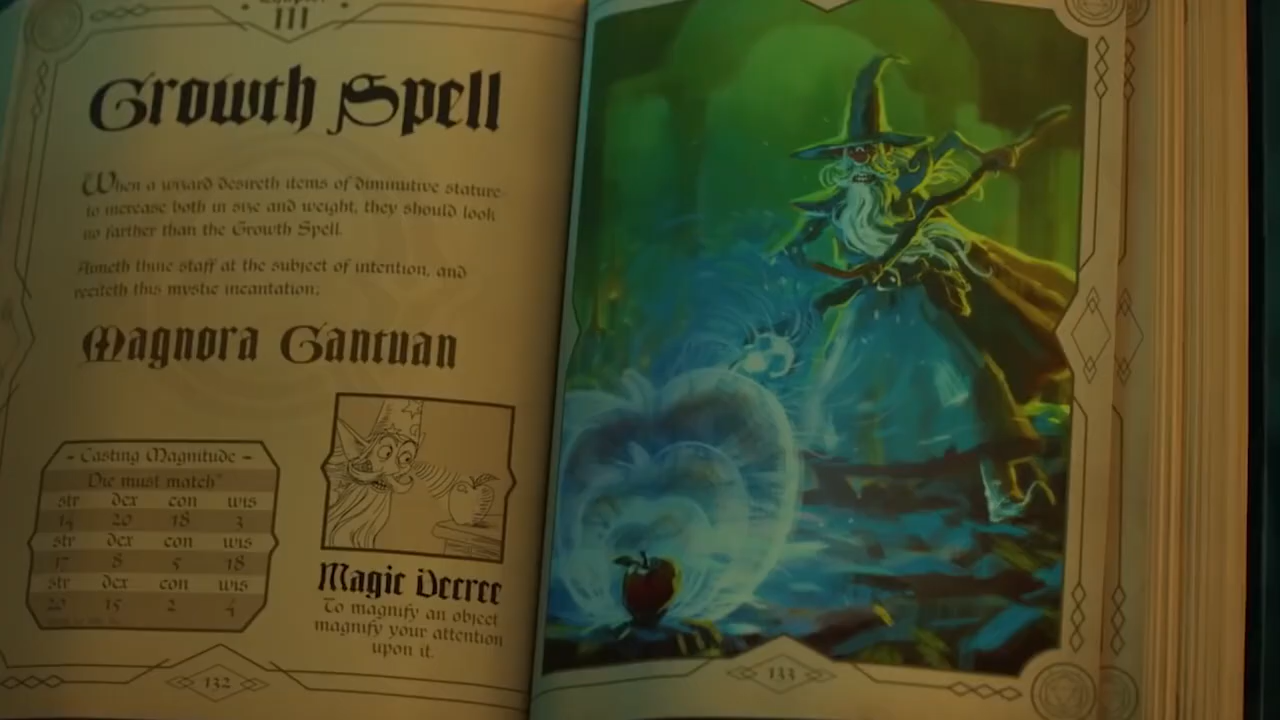 Chapter
III
Growth Spell
When a wizard desireth items of diminutive stature
to increase both in size and weight, they should look
no farther than the Growth Spell.
Aimeth thine staff at the subject of intention, and
reciteth this mystic incantation:
Magnora Gantuan
- Casting Magnitude -
Die must match*
str dex con wis
14 20 18 3
str dex con wis
17 8 5 18
str dex con wis
20 15 2 4
Magic Decree
To magnify an object
magnify your attention
upon it.
132
133